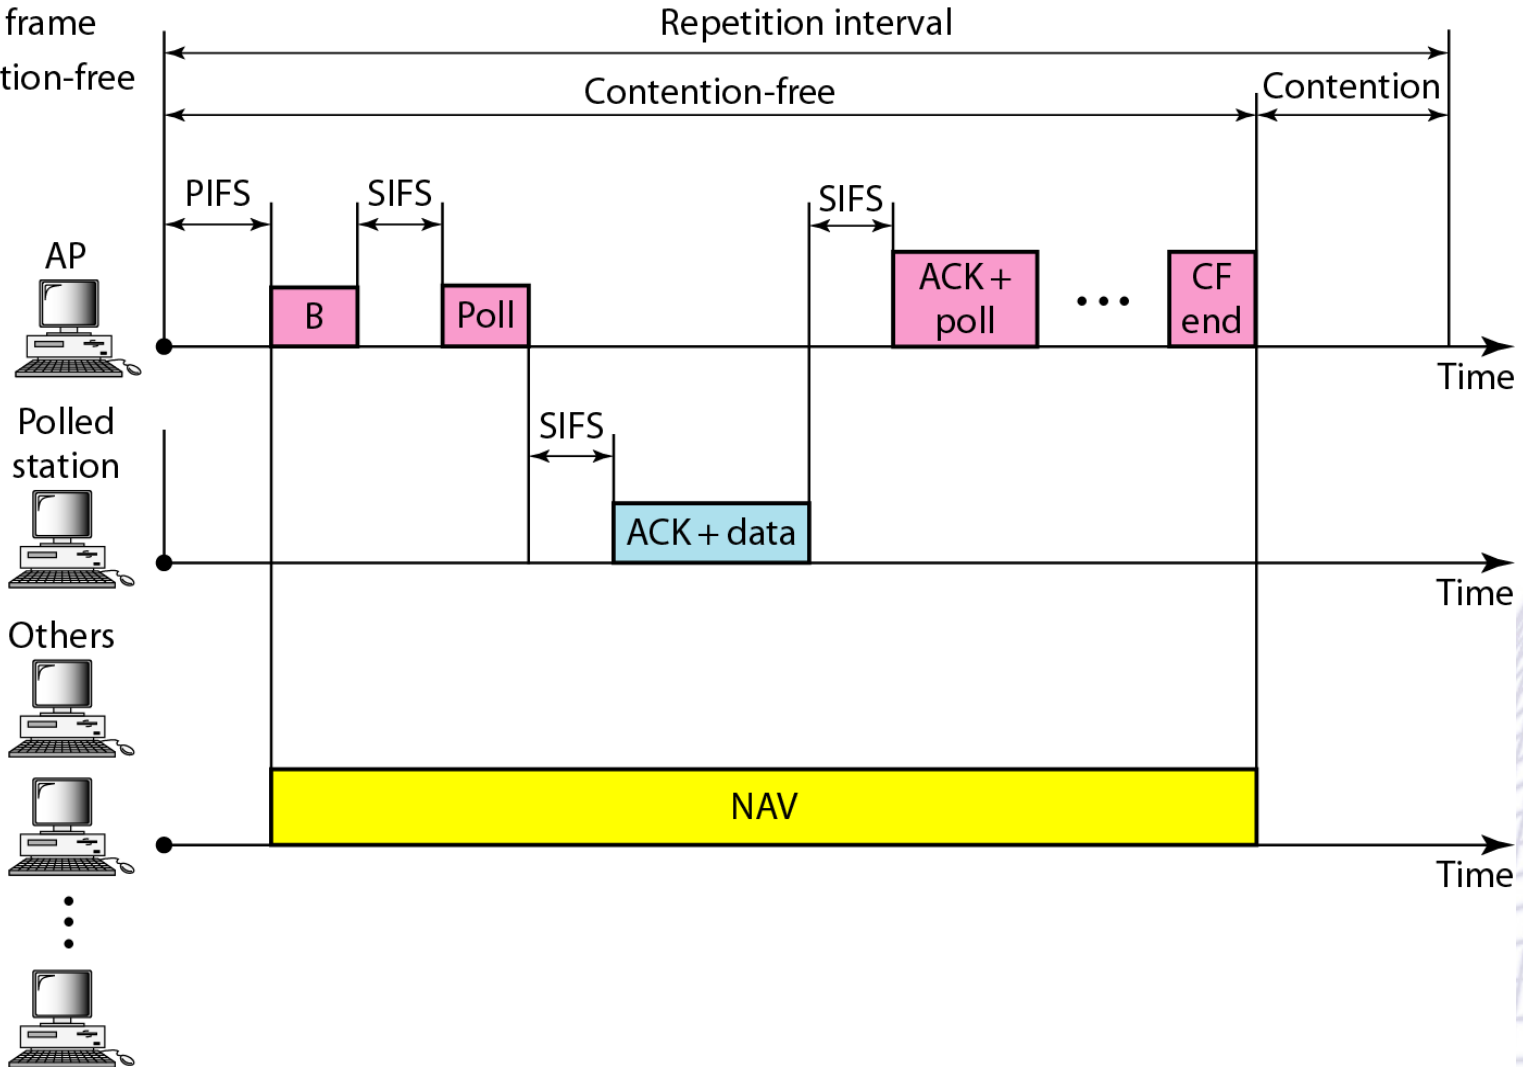 frame
Repetition interval
tion-free
Contention-free
Contention
PIFS
SIFS
SIFS
AP
B
Poll
ACK +
poll
CF
end
Time
Polled
station
SIFS
ACK + data
Time
Others
NAV
Time